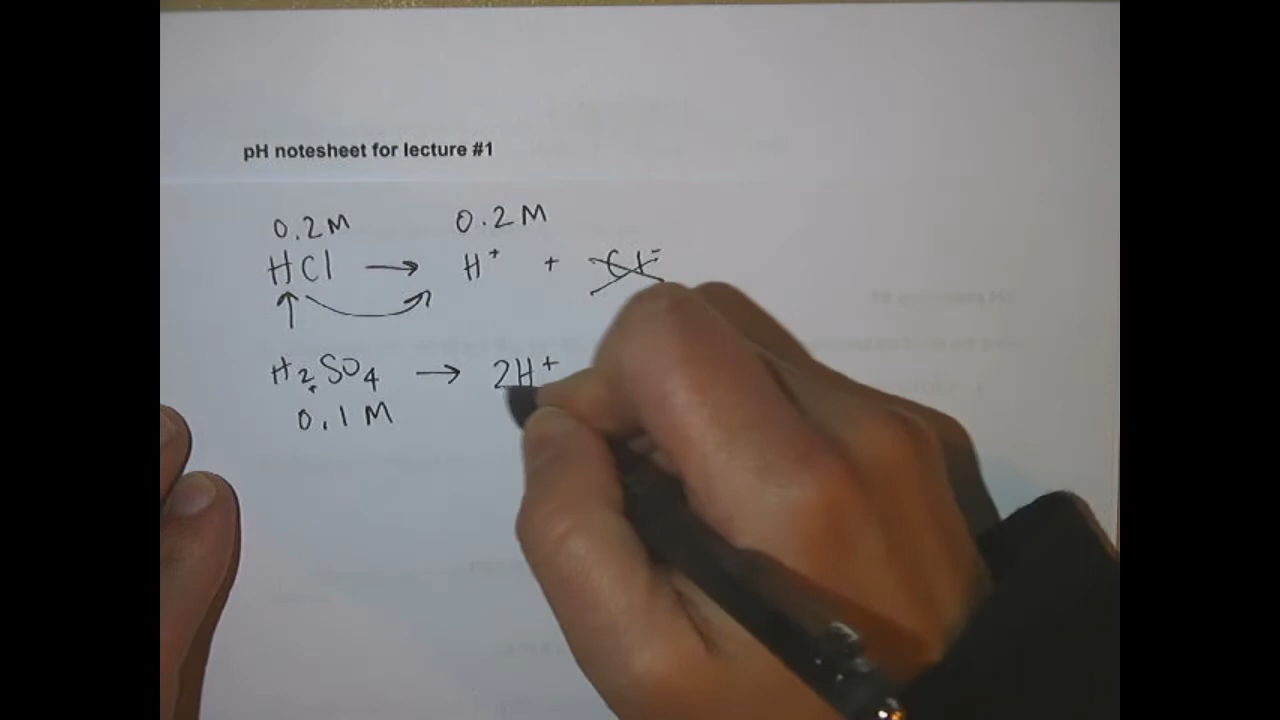 pH notesheet for lecture #1
0.2M 0.2M
HCl → H⁺ + Cl⁻
H₂SO₄ → 2H⁺
0.1M